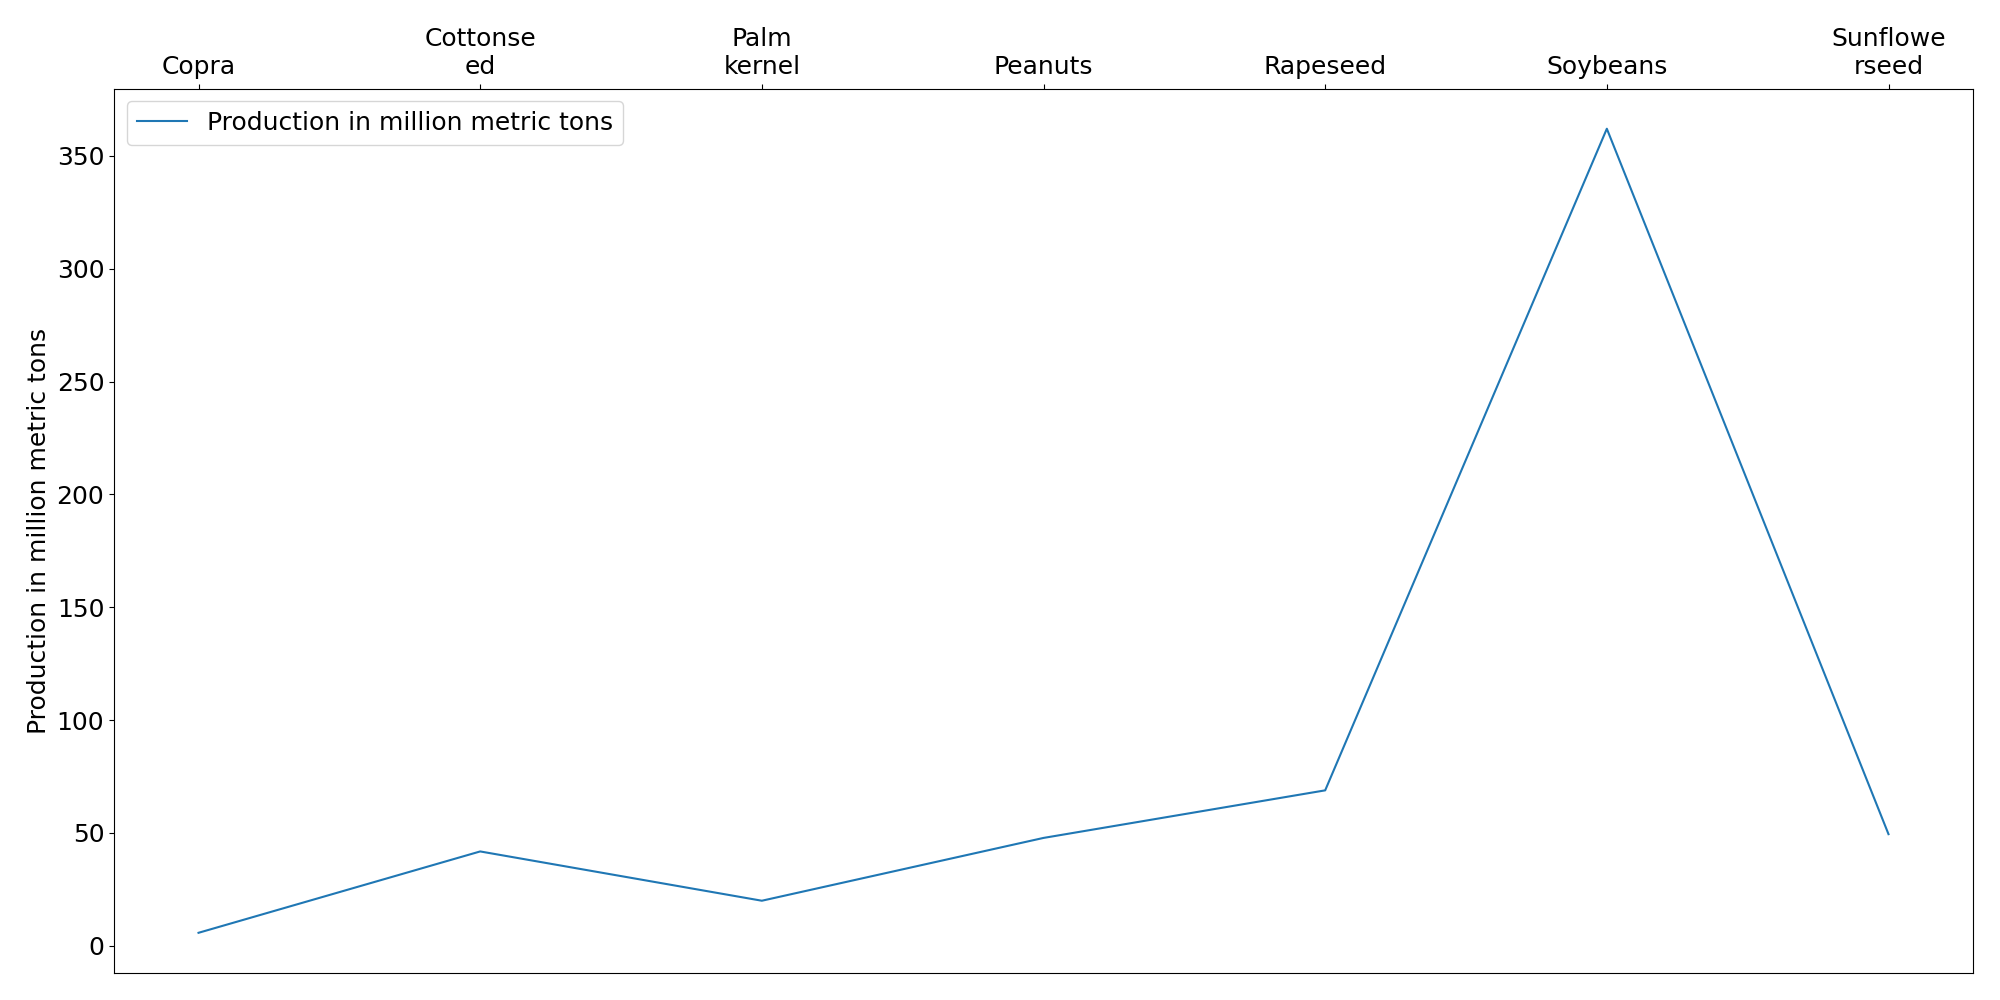 Copra
Cottonse
ed
Palm
kernel
Peanuts
Rapeseed
Soybeans
Sunflowe
rseed
Production in million metric tons
350
300
250
200
150
100
50
0
Production in million metric tons